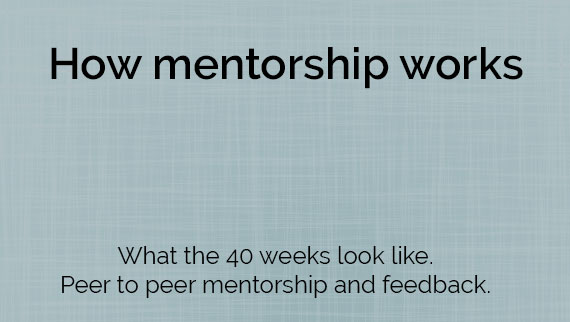 How mentorship works
What the 40 weeks look like.
Peer to peer mentorship and feedback.